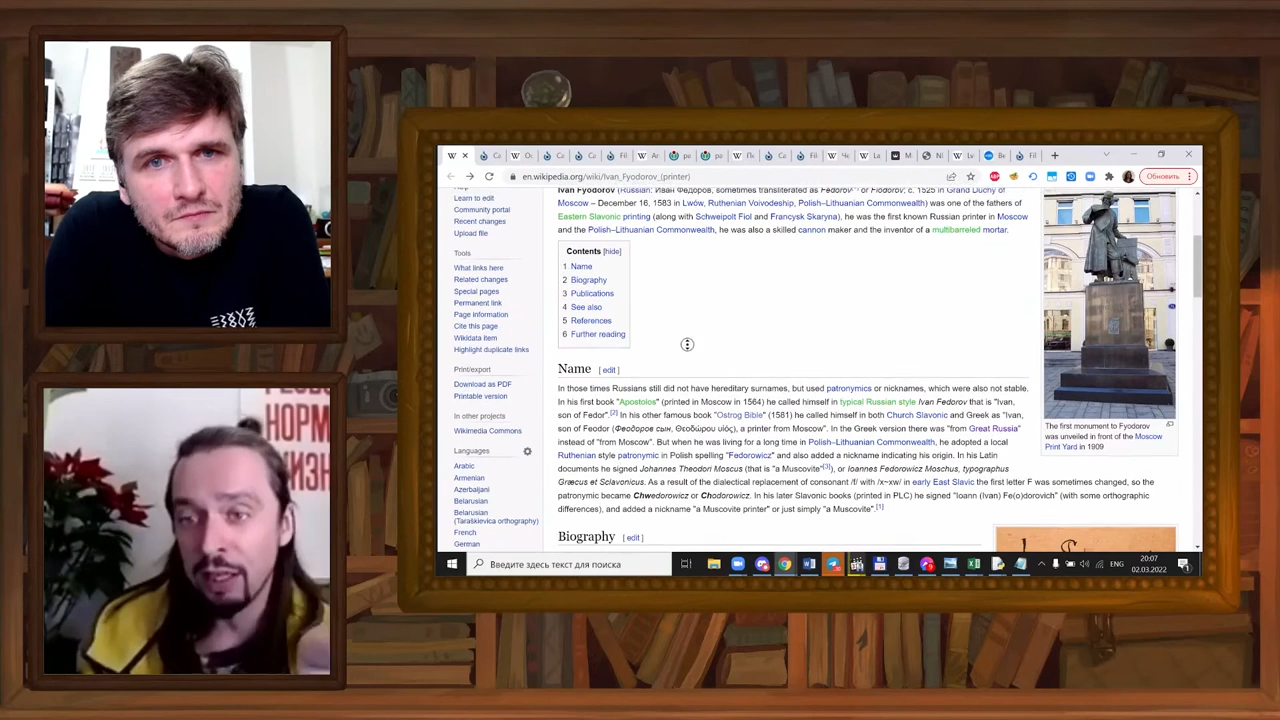 НОРМ
ЖИЗН
en.wikipedia.org/wiki/Ivan_Fyodorov_(printer)
Обновить
Learn to edit
Community portal
Recent changes
Upload file
Tools
What links here
Related changes
Special pages
Permanent link
Page information
Cite this page
Wikidata item
Highlight duplicate links
Print/export
Download as PDF
Printable version
In other projects
Wikimedia Commons
Languages
Arabic
Armenian
Azerbaijani
Belarusian
Belarusian
(Taraškievica orthography)
French
German
Ivan Fyodorov (Russian: Иван Фёдоров, sometimes transliterated as Fedorov or Fiodorov; c. 1525 in Grand Duchy of
Moscow – December 16, 1583 in Lwów, Ruthenian Voivodeship, Polish–Lithuanian Commonwealth) was one of the fathers of
Eastern Slavonic printing (along with Schweipolt Fiol and Francysk Skaryna), he was the first known Russian printer in Moscow
and the Polish–Lithuanian Commonwealth, he was also a skilled cannon maker and the inventor of a multibarreled mortar.
Contents [hide]
1 Name
2 Biography
3 Publications
4 See also
5 References
6 Further reading
Name [ edit ]
In those times Russians still did not have hereditary surnames, but used patronymics or nicknames, which were also not stable.
In his first book "Apostolos" (printed in Moscow in 1564) he called himself in typical Russian style Ivan Fedorov that is "Ivan,
son of Fedor".[2] In his other famous book "Ostrog Bible" (1581) he called himself in both Church Slavonic and Greek as "Ivan,
son of Feodor (Феодоров сын, Θεοδώρου υἱός), a printer from Moscow". In the Greek version there was "from Great Russia"
instead of "from Moscow". But when he was living for a long time in Polish–Lithuanian Commonwealth, he adopted a local
Ruthenian style patronymic in Polish spelling "Fedorowicz" and also added a nickname indicating his origin. In his Latin
documents he signed Johannes Theodori Moscus (that is "a Muscovite"[3]), or Ioannes Fedorowicz Moschus, typographus
Græcus et Sclavonicus. As a result of the dialectical replacement of consonant /f/ with /x~xw/ in early East Slavic the first letter F was sometimes changed, so the
patronymic became Chwedorowicz or Chodorowicz. In his later Slavonic books (printed in PLC) he signed "Ioann (Ivan) Fe(o)dorovich" (with some orthographic
differences), and added a nickname "a Muscovite printer" or just simply "a Muscovite".[1]
Biography [ edit ]
The first monument to Fyodorov
was unveiled in front of the Moscow
Print Yard in 1909
Введите здесь текст для поиска
ENG
20:07
02.03.2022